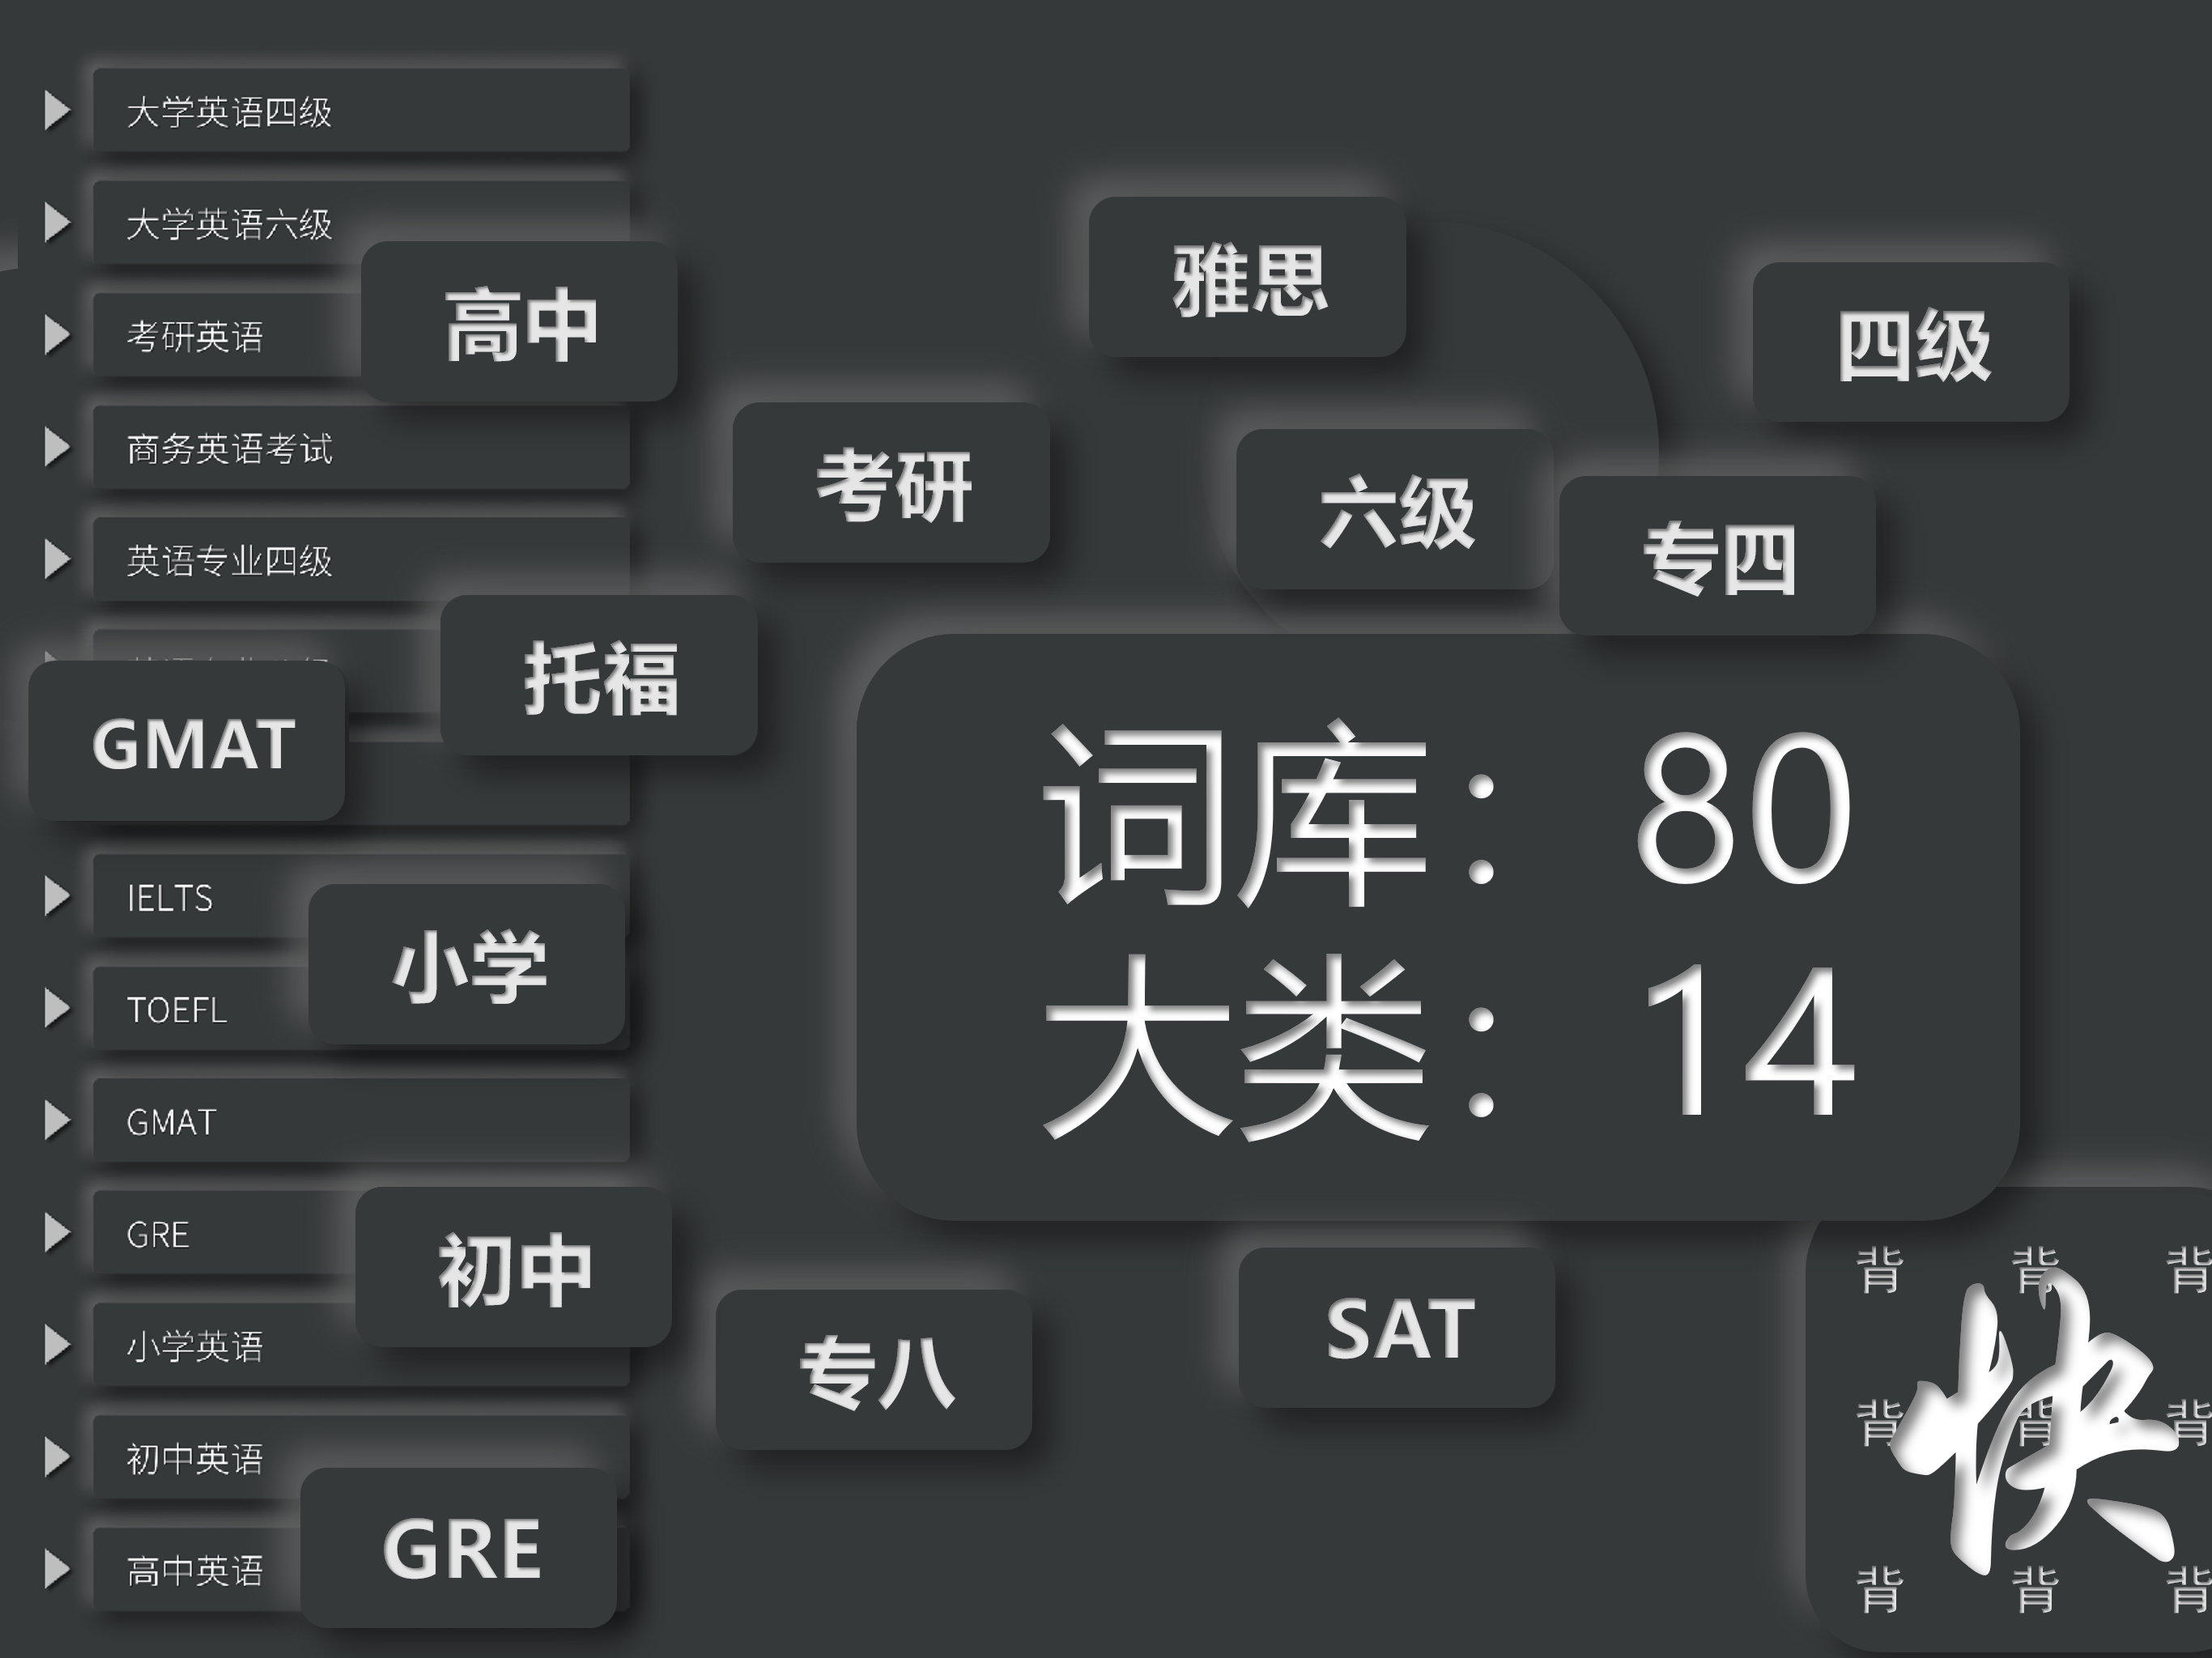 大学英语四级
大学英语六级
考研英语
商务英语考试
英语专业四级
IELTS
TOEFL
GMAT
GRE
小学英语
初中英语
高中英语
高中
托福
GMAT
小学
初中
GRE
雅思
四级
考研
六级
专四
词库：80
大类：14
专八
SAT
背 背 背
快
背 背 背
背 背 背